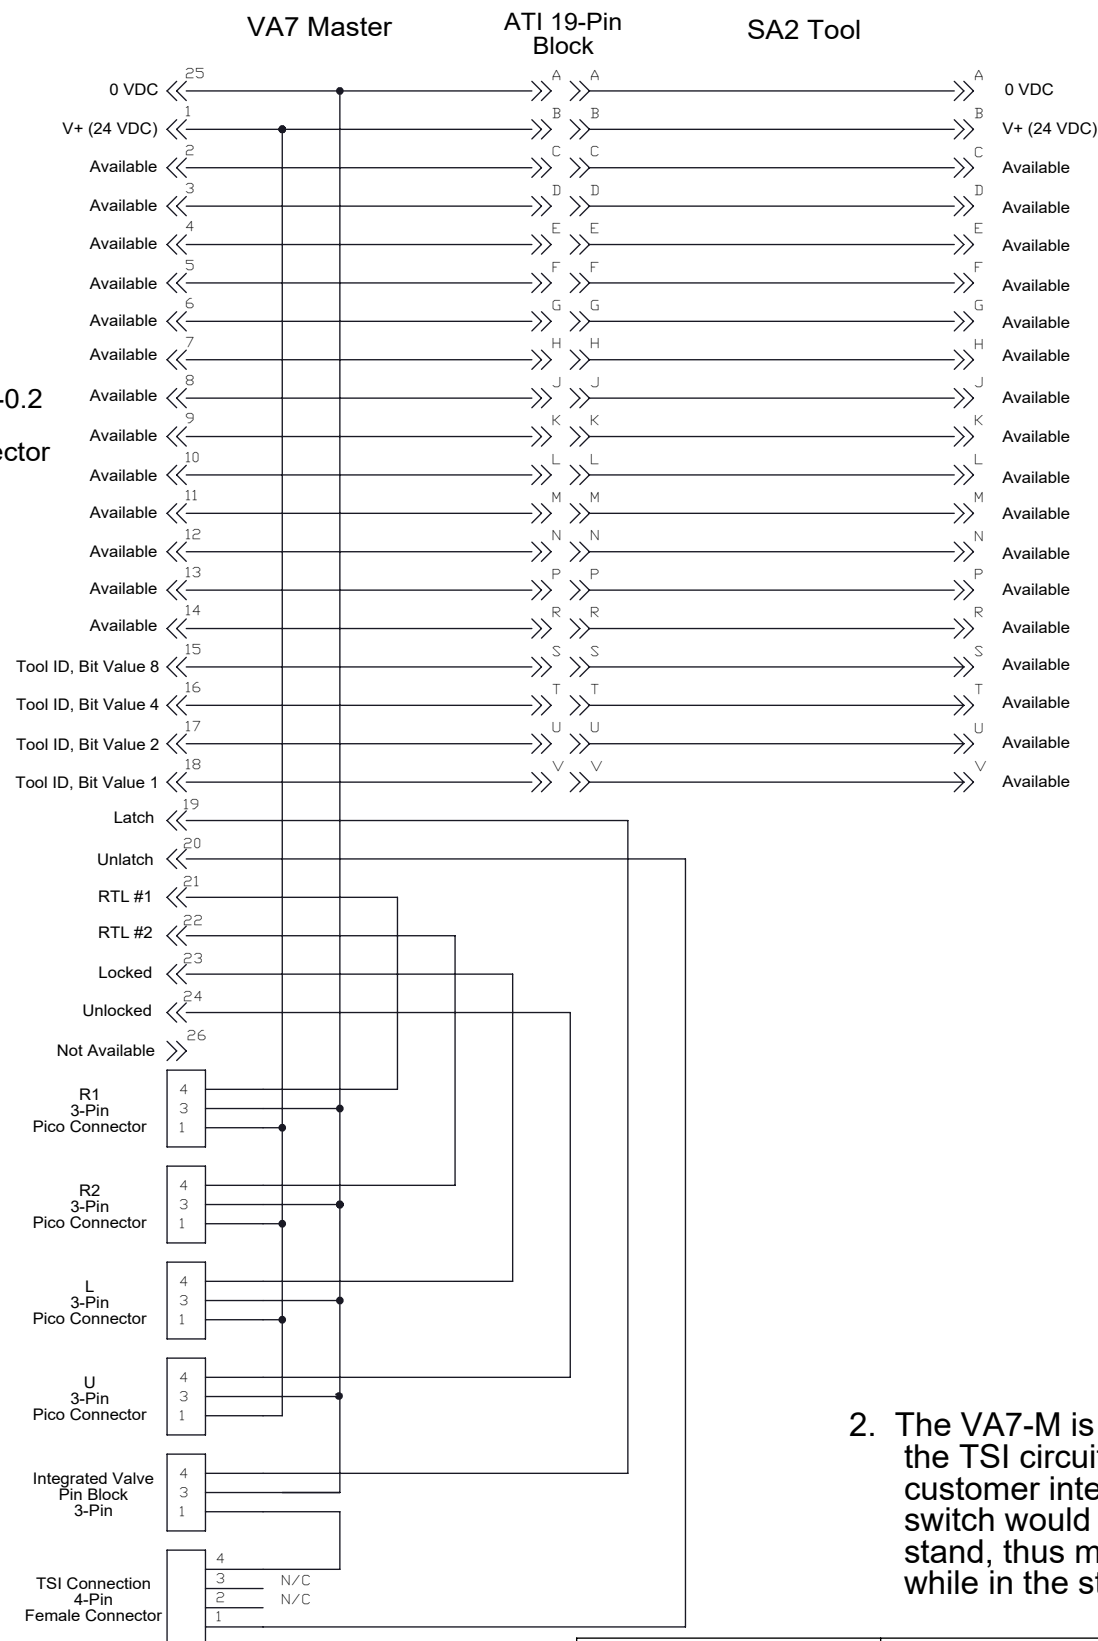 VA7 Master
ATI 19-Pin
Block
SA2 Tool
0 VDC 25 A A A 0 VDC
V+ (24 VDC) 1 B B B V+ (24 VDC)
Available 2 C C C Available
Available 3 D D D Available
Available 4 E E E Available
Available 5 F F F Available
Available 6 G G G Available
Available 7 H H H Available
-0.2
Available 8 J J J Available
ector
Available 9 K K K Available
Available 10 L L L Available
Available 11 M M M Available
Available 12 N N N Available
Available 13 P P P Available
Available 14 R R R Available
Tool ID, Bit Value 8 15 S S S Available
Tool ID, Bit Value 4 16 T T T Available
Tool ID, Bit Value 2 17 U U U Available
Tool ID, Bit Value 1 18 V V V Available
Latch 19
Unlatch 20
RTL #1 21
RTL #2 22
Locked 23
Unlocked 24
Not Available 26
R1
3-Pin
Pico Connector
4
3
1
R2
3-Pin
Pico Connector
4
3
1
L
3-Pin
Pico Connector
4
3
1
U
3-Pin
Pico Connector
4
3
1
Integrated Valve
Pin Block
3-Pin
4
3
1
TSI Connection
4-Pin
Female Connector
4
3 N/C
2 N/C
1
2. The VA7-M is
the TSI circuit
customer inte
switch would
stand, thus m
while in the st